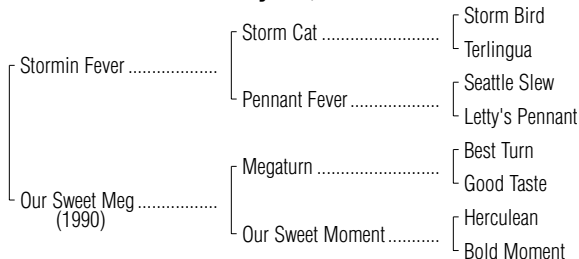 Storm Bird
Storm Cat ......................
Terlingua
Stormin Fever .................
Seattle Slew
Pennant Fever ..................
Letty's Pennant
Best Turn
Megaturn .......................
Good Taste
Our Sweet Meg ...............
(1990)
Herculean
Our Sweet Moment ..........
Bold Moment